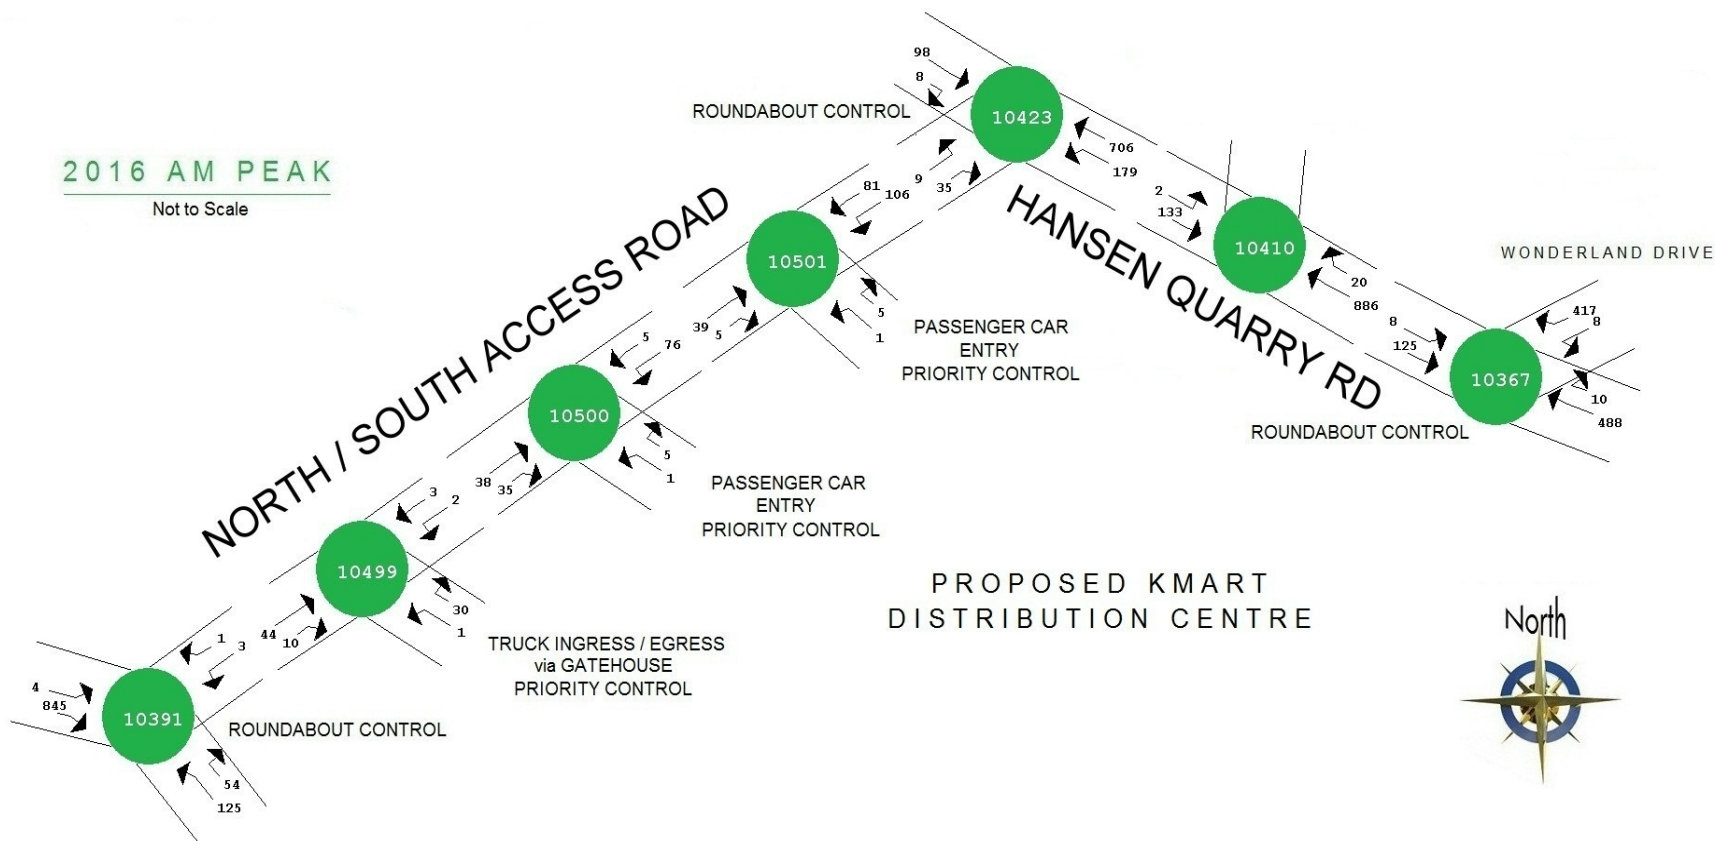 98
8
ROUNDABOUT CONTROL
10423
706
179
2016 AM PEAK
Not to Scale
9
35
81
106
2
133
HANSEN QUARRY RD
10410
WONDERLAND DRIVE
NORTH / SOUTH ACCESS ROAD
10501
20
886
417
8
8
125
39
5
5
1
PASSENGER CAR
ENTRY
PRIORITY CONTROL
5
76
10367
10
488
ROUNDABOUT CONTROL
10500
5
1
38
35
PASSENGER CAR
ENTRY
PRIORITY CONTROL
3
2
10499
30
1
PROPOSED KMART
DISTRIBUTION CENTRE
North
44
10
TRUCK INGRESS / EGRESS
via GATEHOUSE
PRIORITY CONTROL
1
3
4
845
10391
ROUNDABOUT CONTROL
54
125